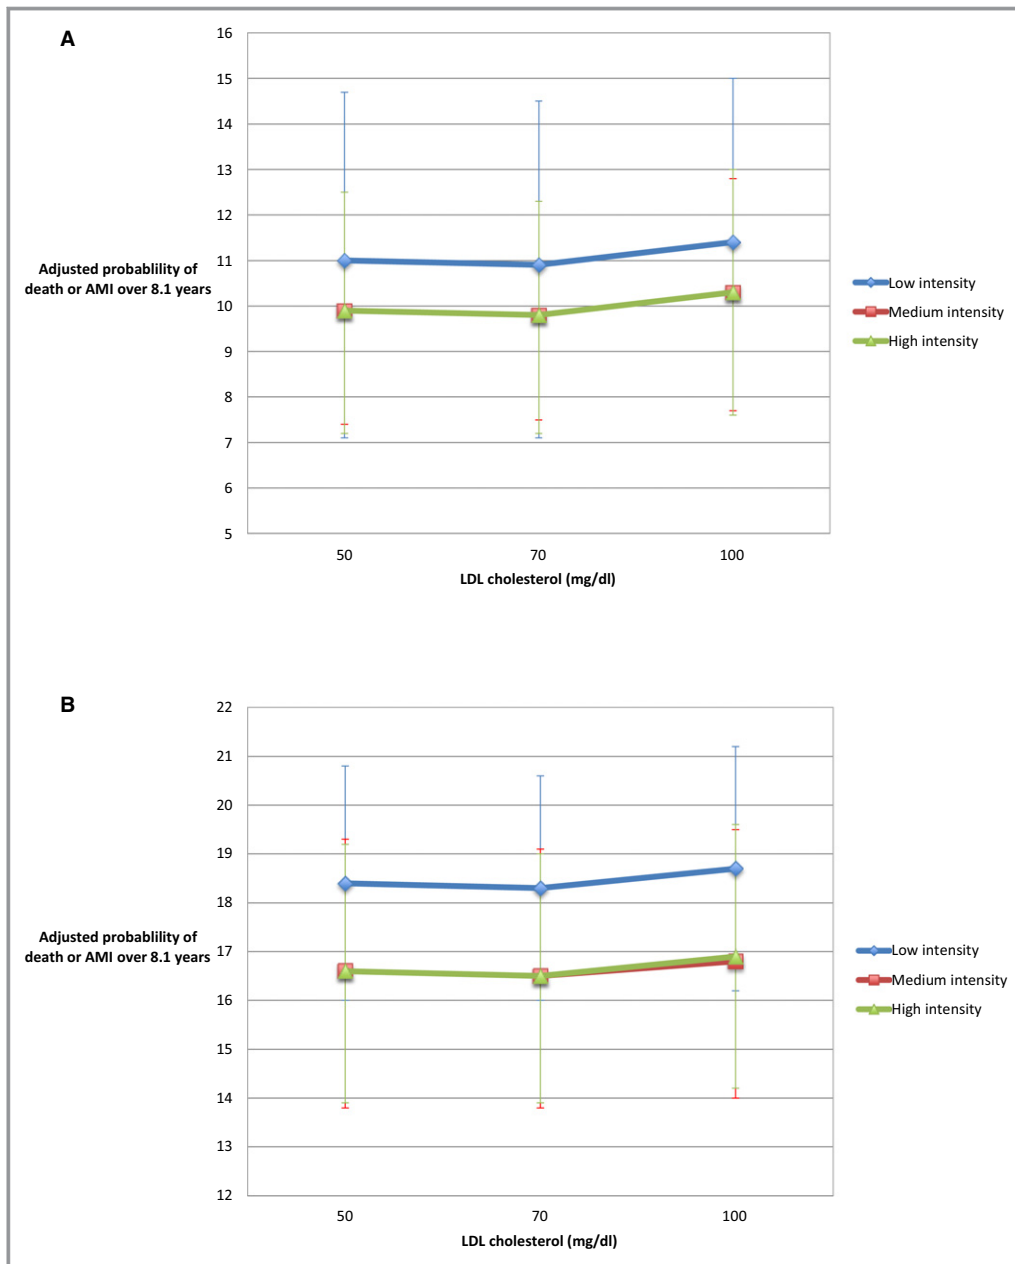 A
16
15
14
13
12
11
10
9
8
7
6
5
Adjusted probablility of
death or AMI over 8.1 years
50 70 100
LDL cholesterol (mg/dl)
Low intensity
Medium intensity
High intensity
B
22
21
20
19
18
17
16
15
14
13
12
Adjusted probablility of
death or AMI over 8.1 years
50 70 100
LDL cholesterol (mg/dl)
Low intensity
Medium intensity
High intensity